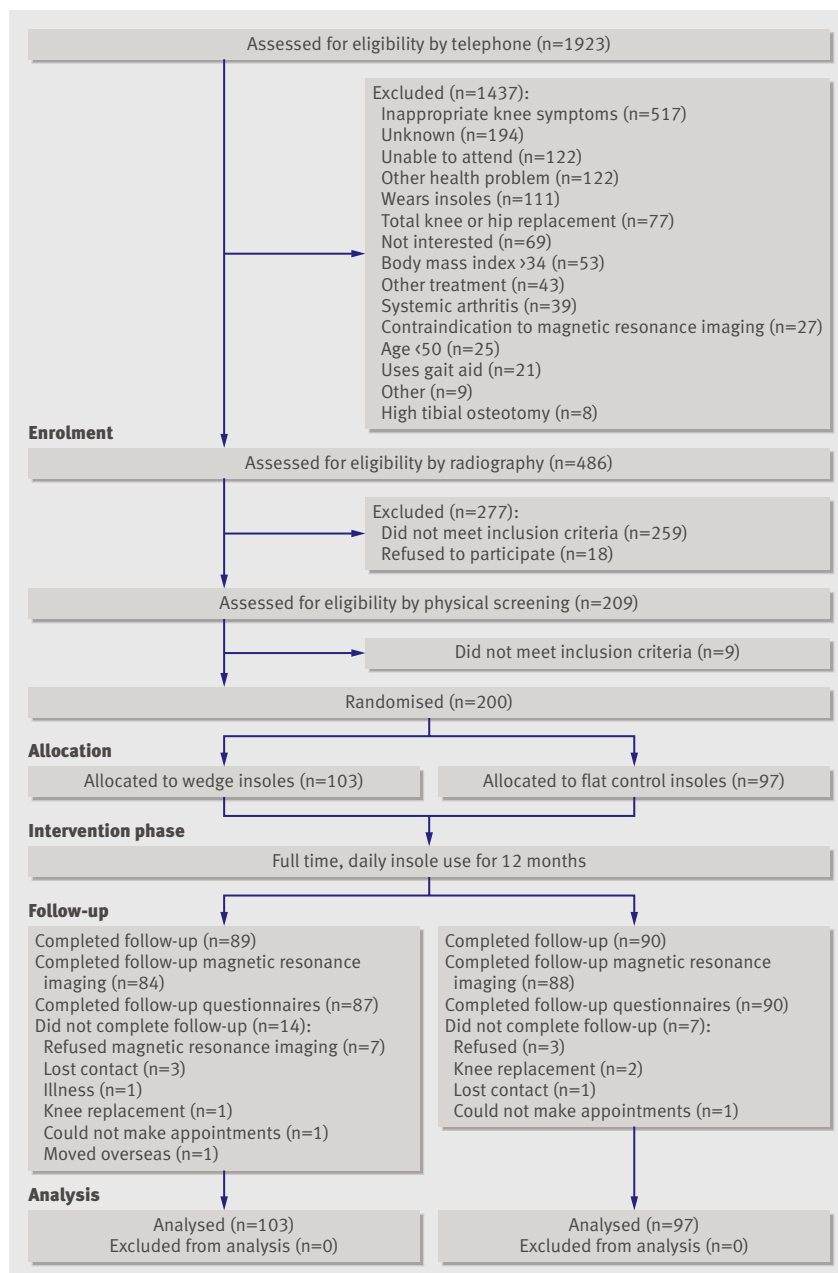 Assessed for eligibility by telephone (n=1923)
Excluded (n=1437):
Inappropriate knee symptoms (n=517)
Unknown (n=194)
Unable to attend (n=122)
Other health problem (n=122)
Wears insoles (n=111)
Total knee or hip replacement (n=77)
Not interested (n=69)
Body mass index >34 (n=53)
Other treatment (n=43)
Systemic arthritis (n=39)
Contraindication to magnetic resonance imaging (n=27)
Age <50 (n=25)
Uses gait aid (n=21)
Other (n=9)
High tibial osteotomy (n=8)
Enrolment
Assessed for eligibility by radiography (n=486)
Excluded (n=277):
Did not meet inclusion criteria (n=259)
Refused to participate (n=18)
Assessed for eligibility by physical screening (n=209)
Did not meet inclusion criteria (n=9)
Randomised (n=200)
Allocation
Allocated to wedge insoles (n=103)
Allocated to flat control insoles (n=97)
Intervention phase
Full time, daily insole use for 12 months
Follow-up
Completed follow-up (n=89)
Completed follow-up magnetic resonance
imaging (n=84)
Completed follow-up questionnaires (n=87)
Did not complete follow-up (n=14):
Refused magnetic resonance imaging (n=7)
Lost contact (n=3)
Illness (n=1)
Knee replacement (n=1)
Could not make appointments (n=1)
Moved overseas (n=1)
Completed follow-up (n=90)
Completed follow-up magnetic resonance
imaging (n=88)
Completed follow-up questionnaires (n=90)
Did not complete follow-up (n=7):
Refused (n=3)
Knee replacement (n=2)
Lost contact (n=1)
Could not make appointments (n=1)
Analysis
Analysed (n=103)
Excluded from analysis (n=0)
Analysed (n=97)
Excluded from analysis (n=0)